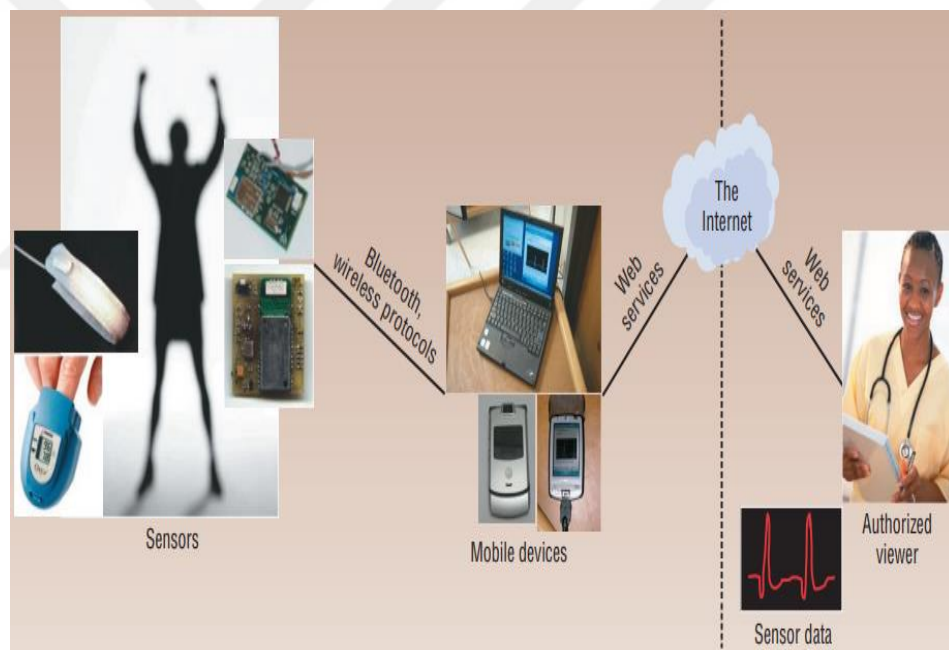 Sensors
Bluetooth,
wireless protocols
Mobile devices
Web
services
The
Internet
Web
services
Authorized
viewer
Sensor data